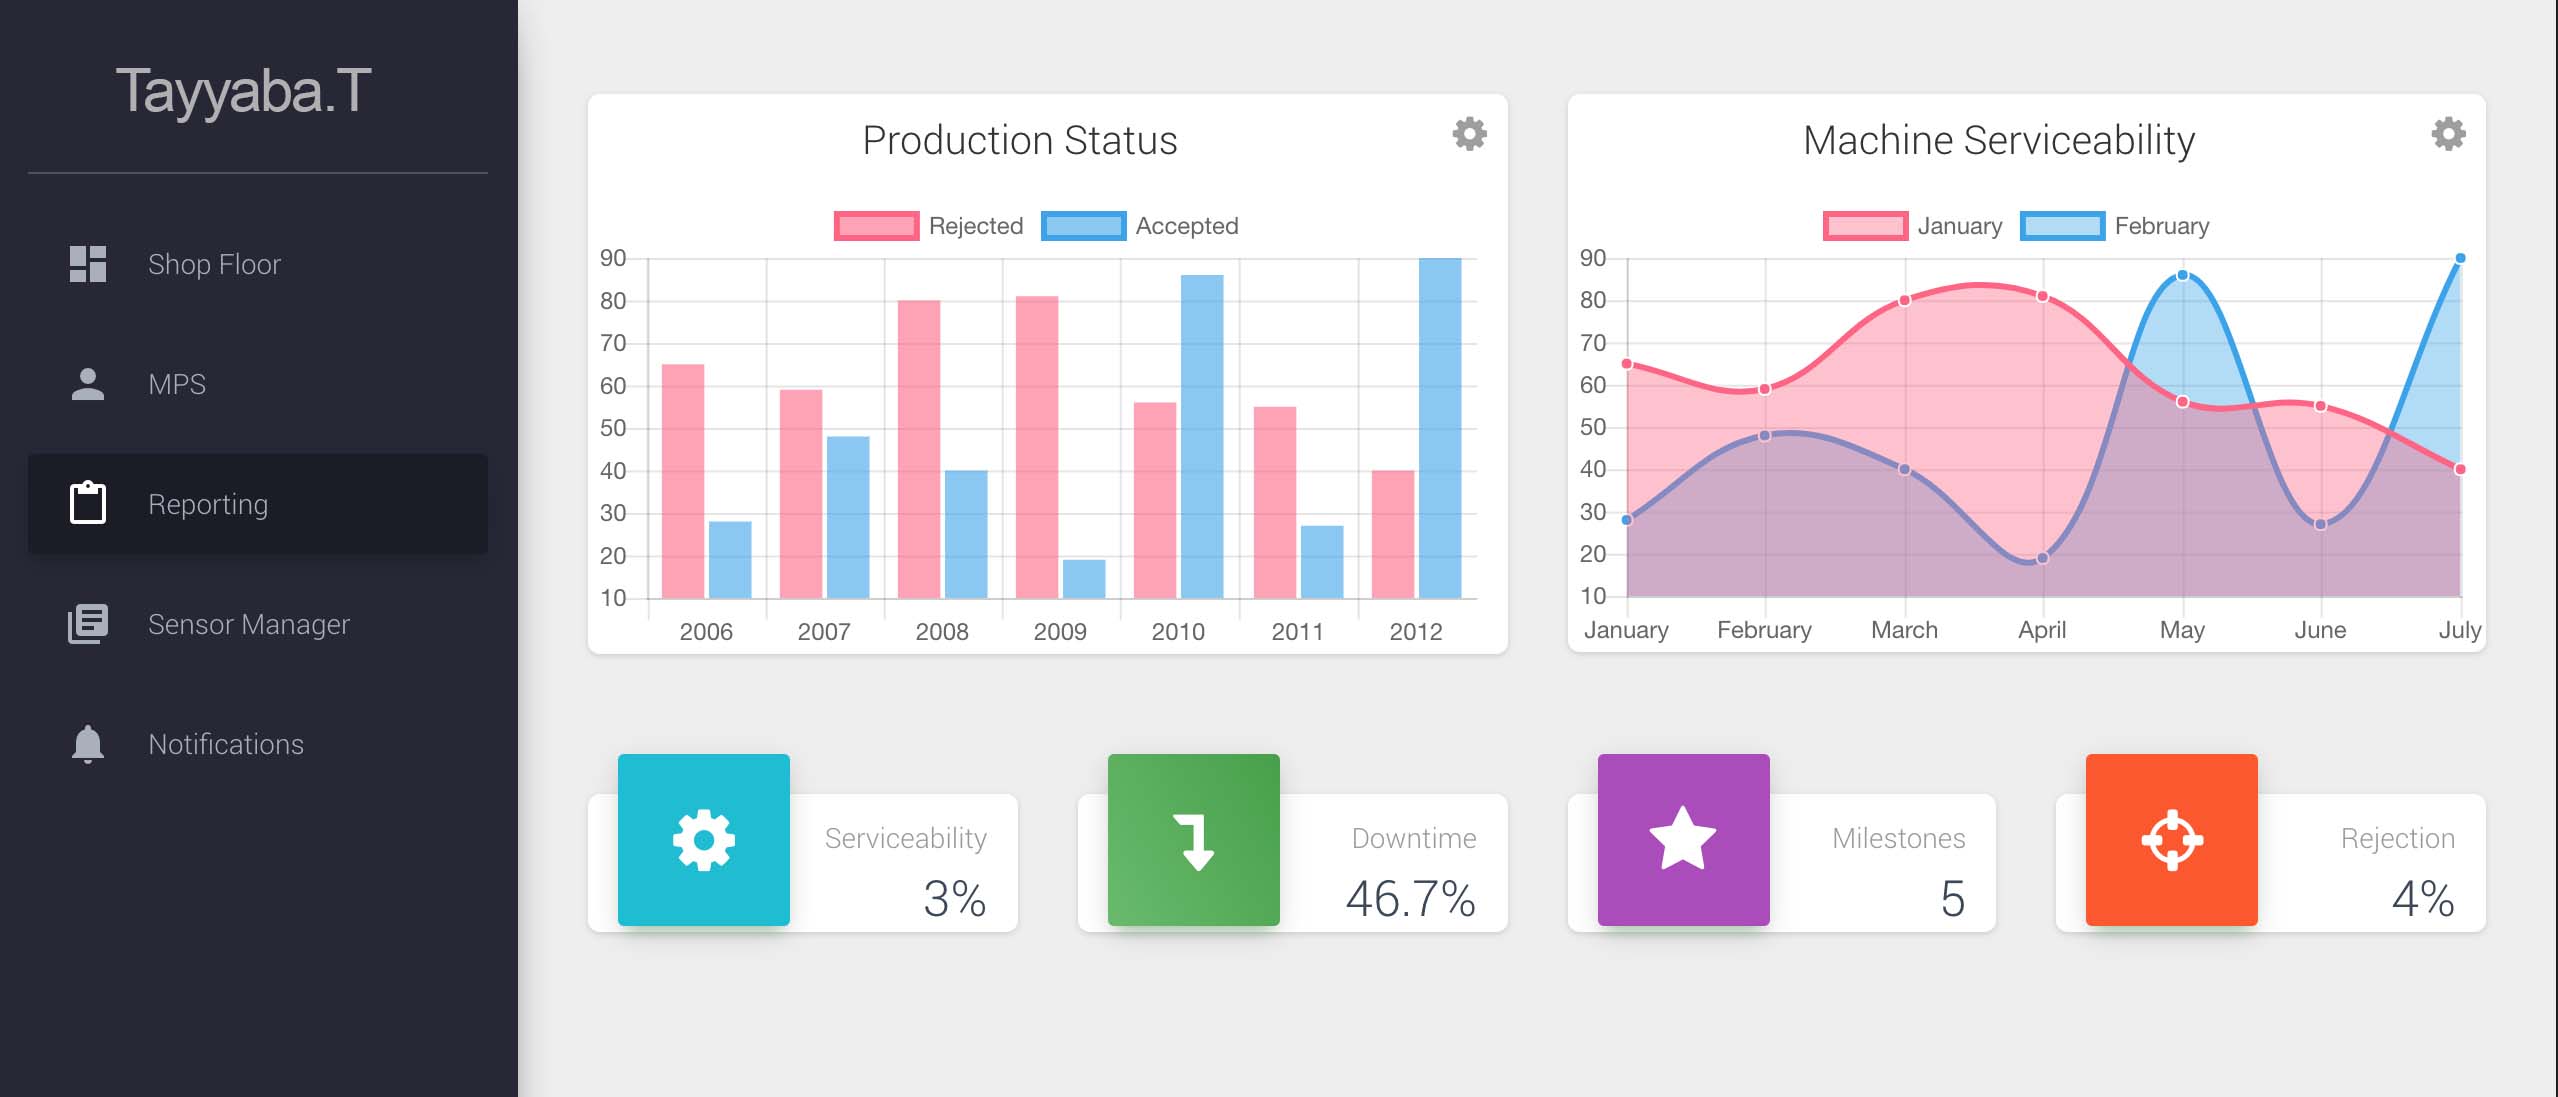 Tayyaba.T
Shop Floor
MPS
Reporting
Sensor Manager
Notifications
Production Status
Rejected Accepted
90
80
70
60
50
40
30
20
10
2006 2007 2008 2009 2010 2011 2012
Machine Serviceability
January February
90
80
70
60
50
40
30
20
10
January February March April May June July
Serviceability
3%
Downtime
46.7%
Milestones
5
Rejection
4%